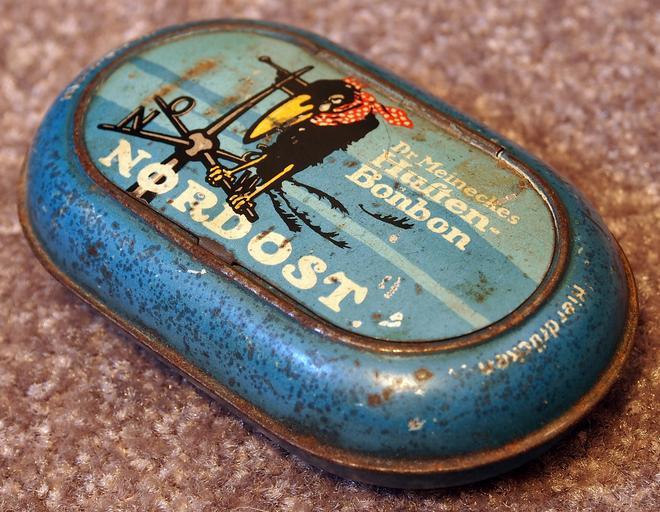 N O
NORDOST.
Dr. Meineckes
Huſten-
Bonbon
Hier drücken